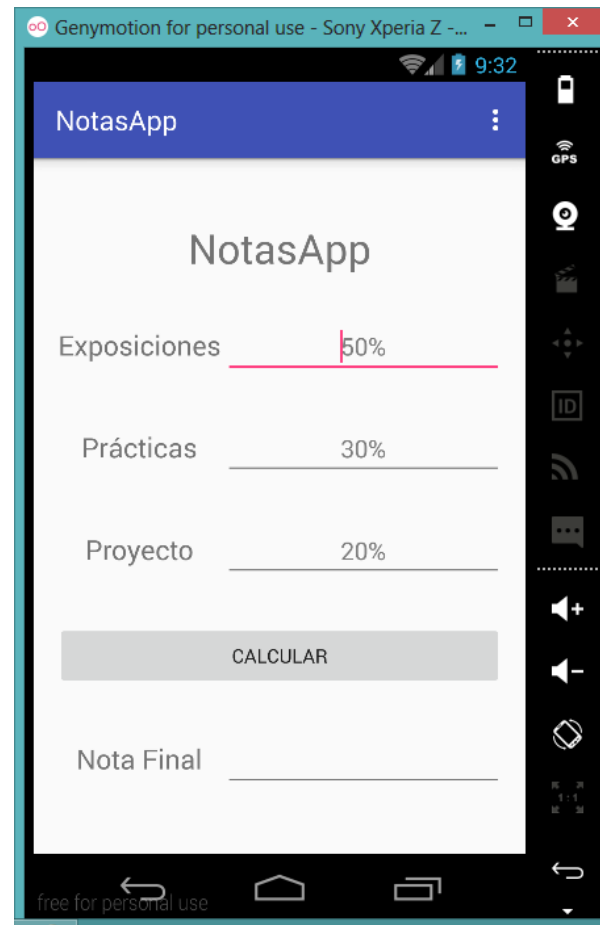 Genymotion for personal use - Sony Xperia Z -...
9:32
NotasApp
GPS
NotasApp
Exposiciones 50%
Prácticas 30%
ID
Proyecto 20%
CALCULAR
Nota Final
1:1
free for personal use